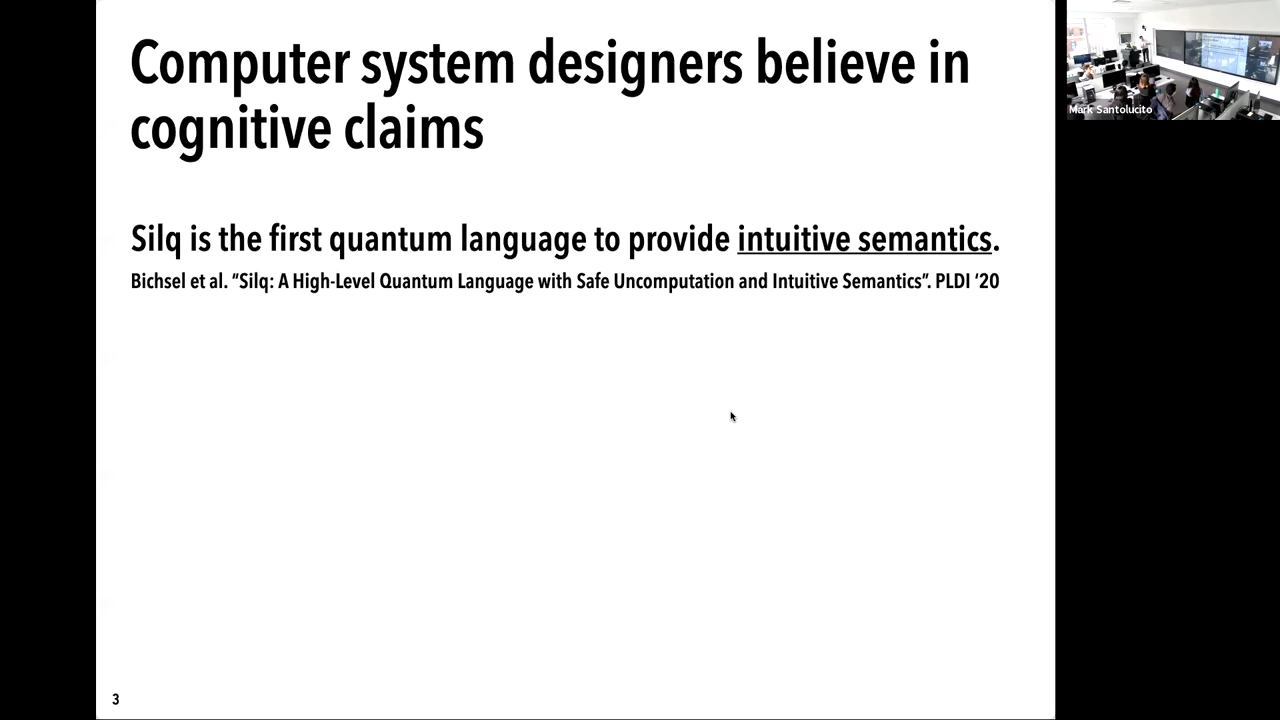 Computer system designers believe in
cognitive claims
Silq is the first quantum language to provide intuitive semantics.
Bichsel et al. “Silq: A High-Level Quantum Language with Safe Uncomputation and Intuitive Semantics”. PLDI ‘20
3
Mark Santolucito